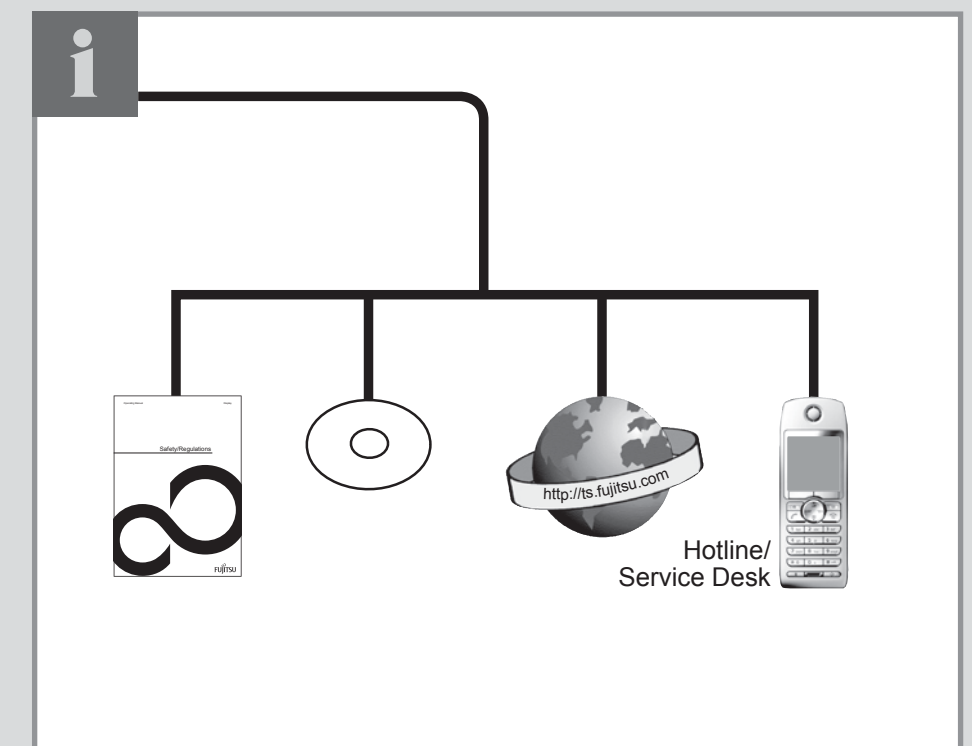 i
Safety/Regulations
FUJITSU
http://ts.fujitsu.com
Hotline/
Service Desk